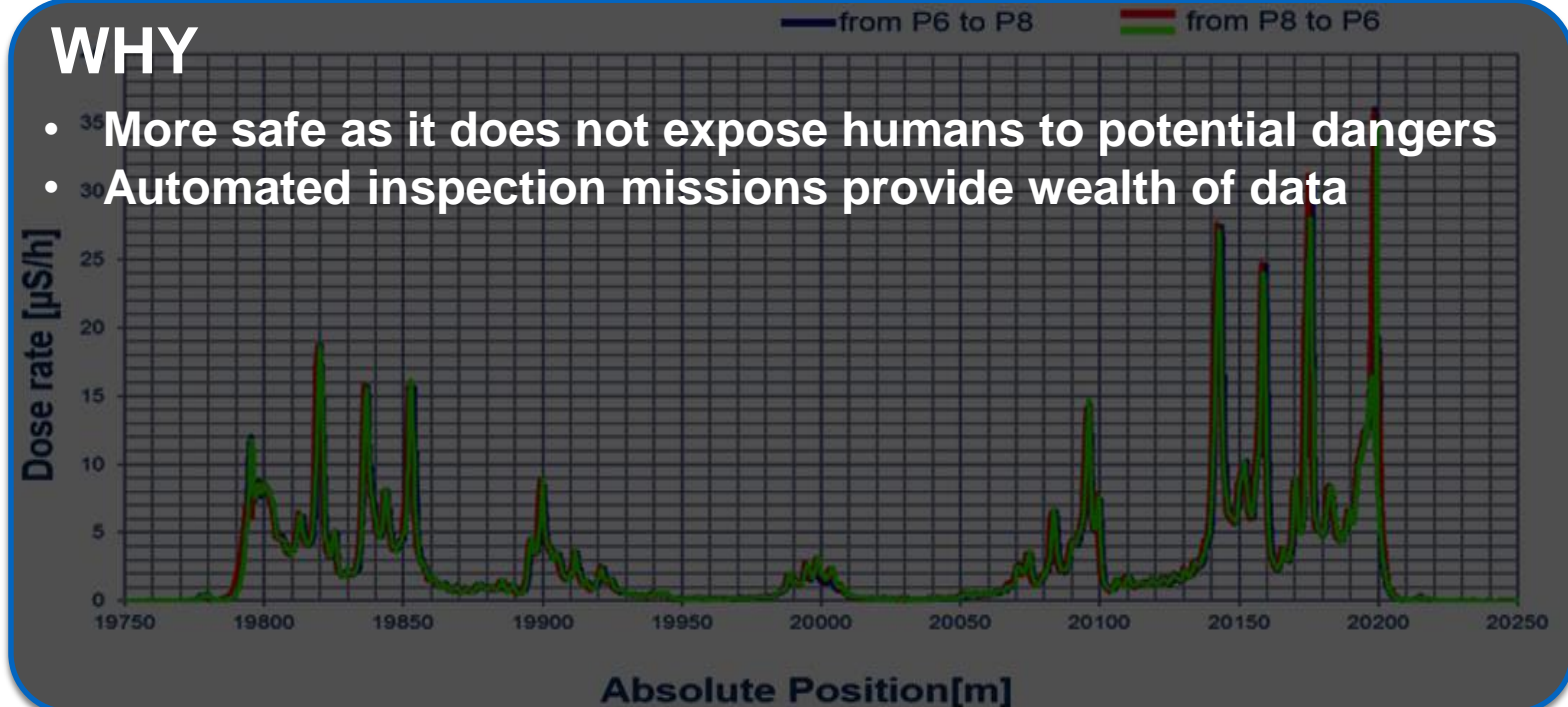 from P6 to P8 from P8 to P6
WHY
• More safe as it does not expose humans to potential dangers
• Automated inspection missions provide wealth of data
Dose rate [µS/h]
35
30
25
20
15
10
5
0
19750 19800 19850 19900 19950 20000 20050 20100 20150 20200 20250
Absolute Position[m]